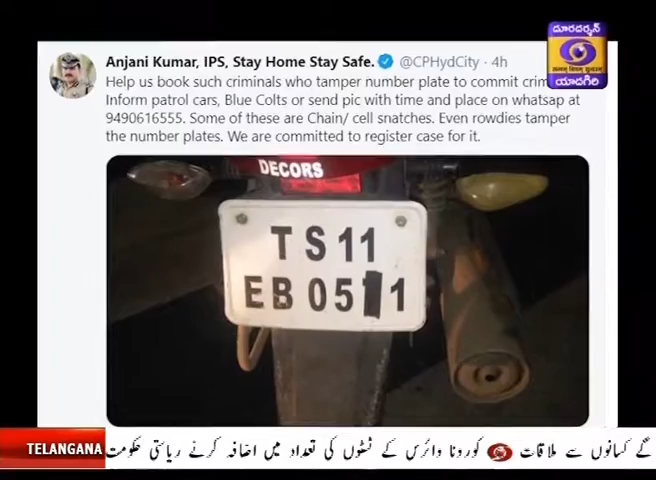 దూరదర్శన్
యాదగిరి
Anjani Kumar, IPS, Stay Home Stay Safe. @CPHydCity · 4h
Help us book such criminals who tamper number plate to commit crim
Inform patrol cars, Blue Colts or send pic with time and place on whatsap at
9490616555. Some of these are Chain/ cell snatches. Even rowdies tamper
the number plates. We are committed to register case for it.
DECORS
TS11
EB 05 1
TELANGANA
گے کسانوں سے ملاقات کورونا وائرس کے ٹسٹوں کی تعداد میں اضافہ کرنے ریاستی حکومت